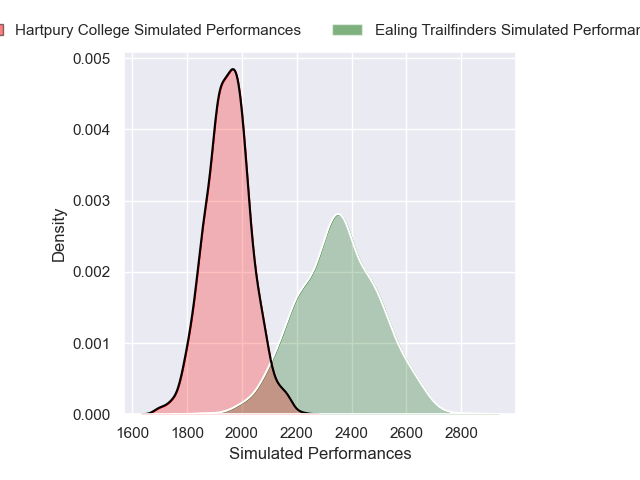 Hartpury College Simulated Performances
Ealing Trailfinders Simulated
0.005
0.004
0.003
0.002
0.001
0.000
Density
1600 1800 2000 2200 2400 2600 2800
Simulated Performances